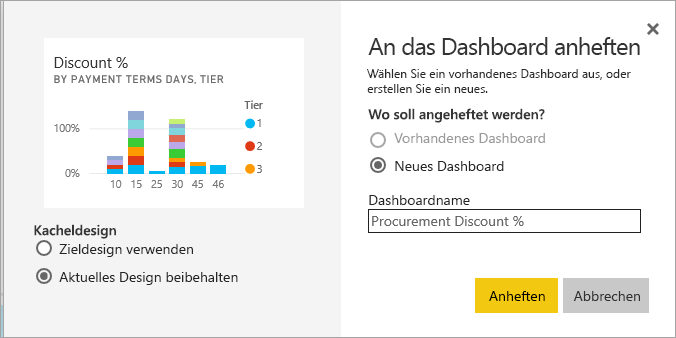 Discount %
BY PAYMENT TERMS DAYS, TIER
Tier
100%
1
2
0%
3
10 15 25 30 45 46
Kacheldesign
Zieldesign verwenden
Aktuelles Design beibehalten
An das Dashboard anheften
Wählen Sie ein vorhandenes Dashboard aus, oder
erstellen Sie ein neues.
Wo soll angeheftet werden?
Vorhandenes Dashboard
Neues Dashboard
Dashboardname
Procurement Discount %
Anheften Abbrechen